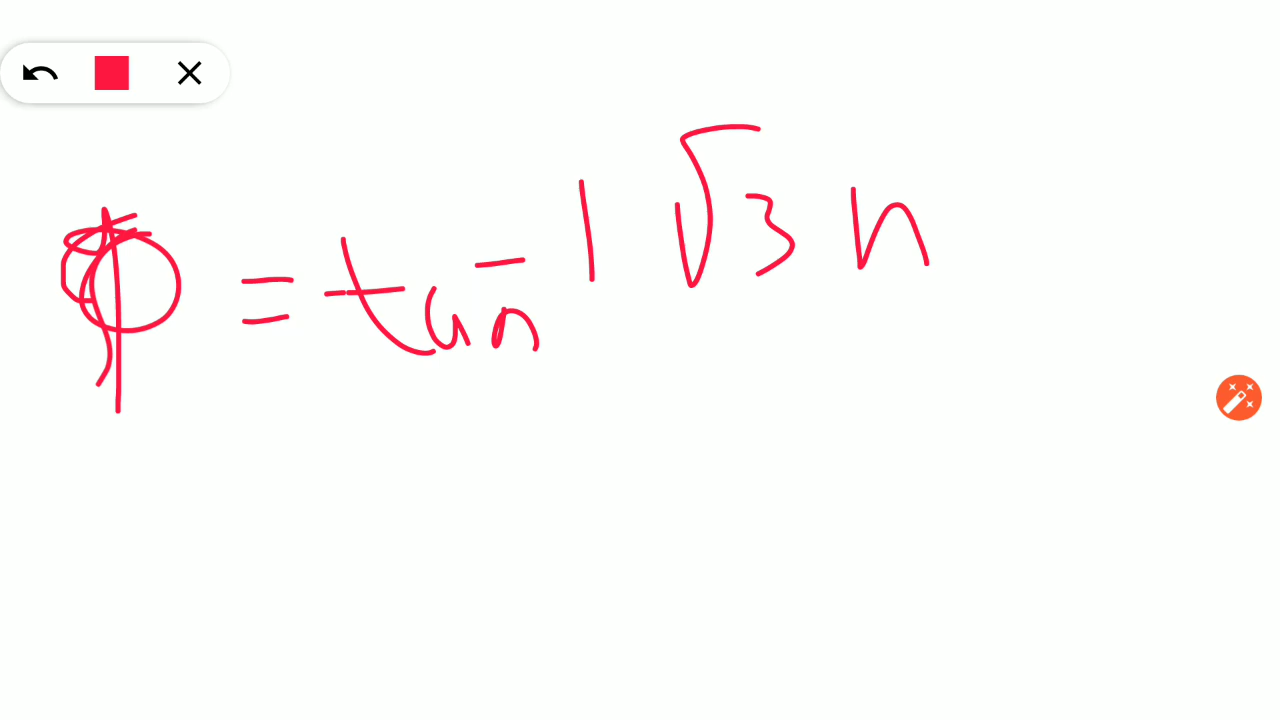 φ = tan⁻¹ √3 n